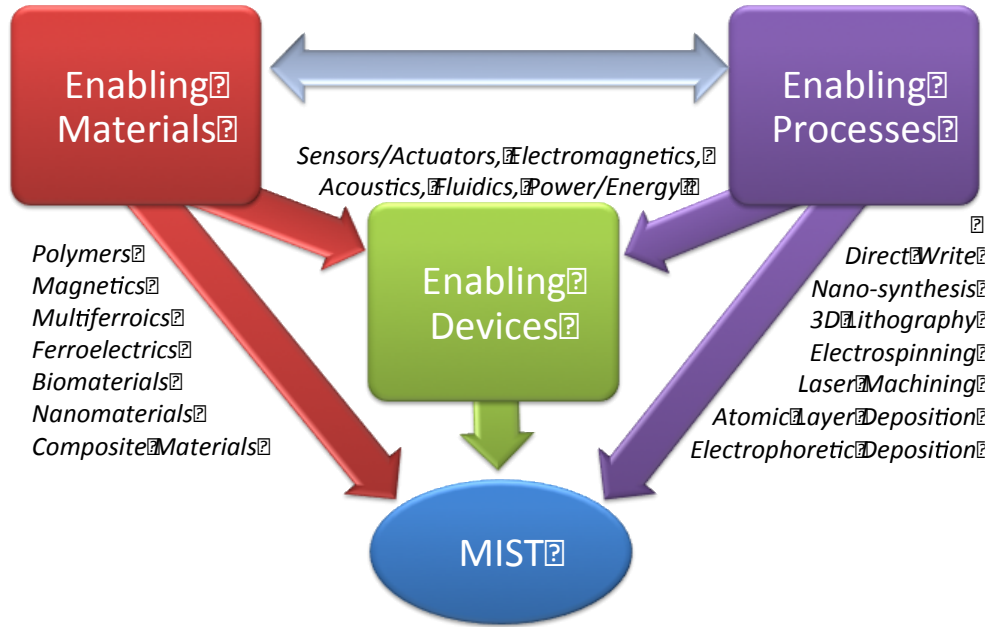 Enabling
Materials
Enabling
Processes
Sensors/Actuators, Electromagnetics,
Acoustics, Fluidics, Power/Energy
Enabling
Devices
Polymers
Magnetics
Multiferroics
Ferroelectrics
Biomaterials
Nanomaterials
Composite Materials
Direct Write
Nano-synthesis
3D Lithography
Electrospinning
Laser Machining
Atomic Layer Deposition
Electrophoretic Deposition
MIST